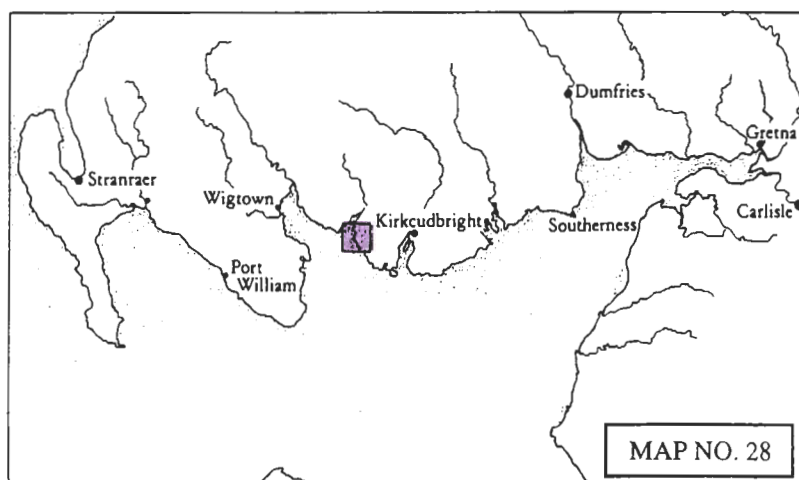 Dumfries
Gretna
Stranraer
Wigtown
Kirkcudbright
Southerness
Carlisle
Port
William
MAP NO. 28